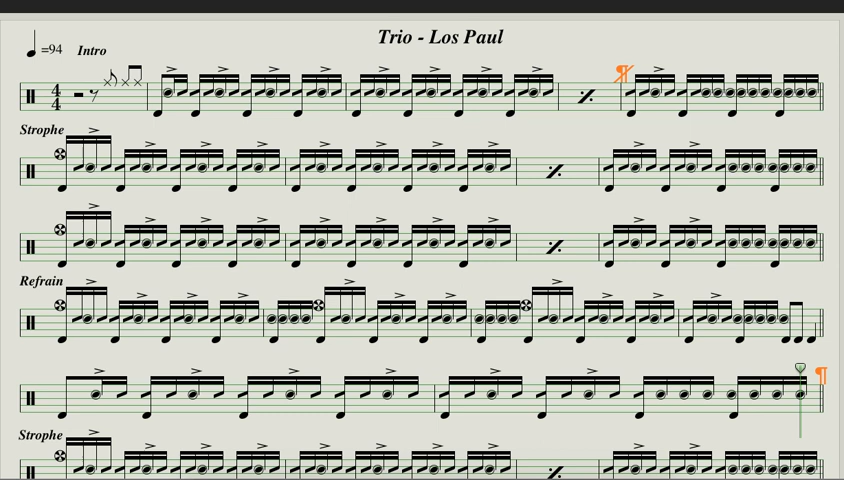 Trio - Los Paul
=94 Intro
4
4
Strophe
Refrain
Strophe